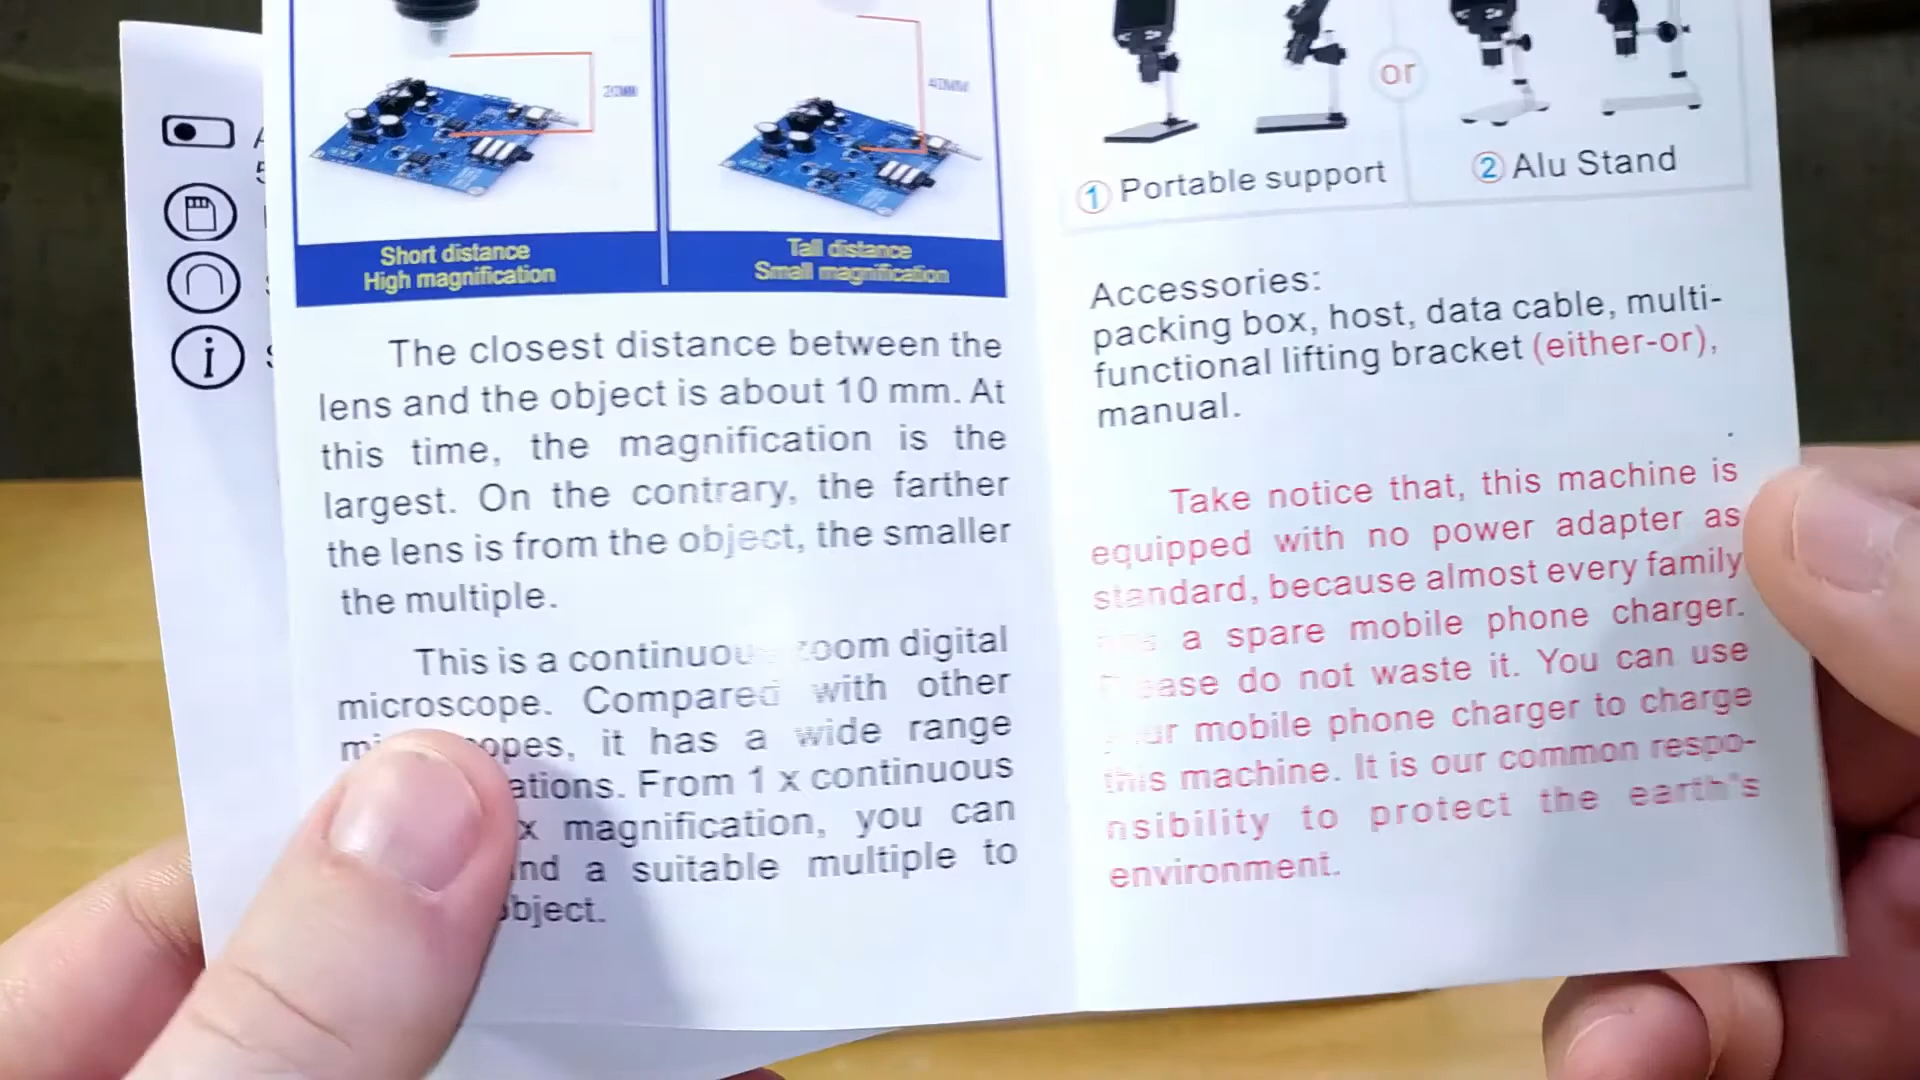 20MM
Short distance
High magnification
40MM
Tall distance
Small magnification
The closest distance between the
lens and the object is about 10 mm. At
this time, the magnification is the
largest. On the contrary, the farther
the lens is from the object, the smaller
the multiple.
This is a continuou zoom digital
microscope. Compared with other
opes, it has a wide range
ations. From 1 x continuous
x magnification, you can
nd a suitable multiple to
object.
or
1 Portable support
2 Alu Stand
Accessories:
packing box, host, data cable, multi-
functional lifting bracket (either-or),
manual.
Take notice that, this machine is
equipped with no power adapter as
standard, because almost every family
a spare mobile phone charger.
ease do not waste it. You can use
ur mobile phone charger to charge
this machine. It is our common respo-
nsibility to protect the earth"s
environment.